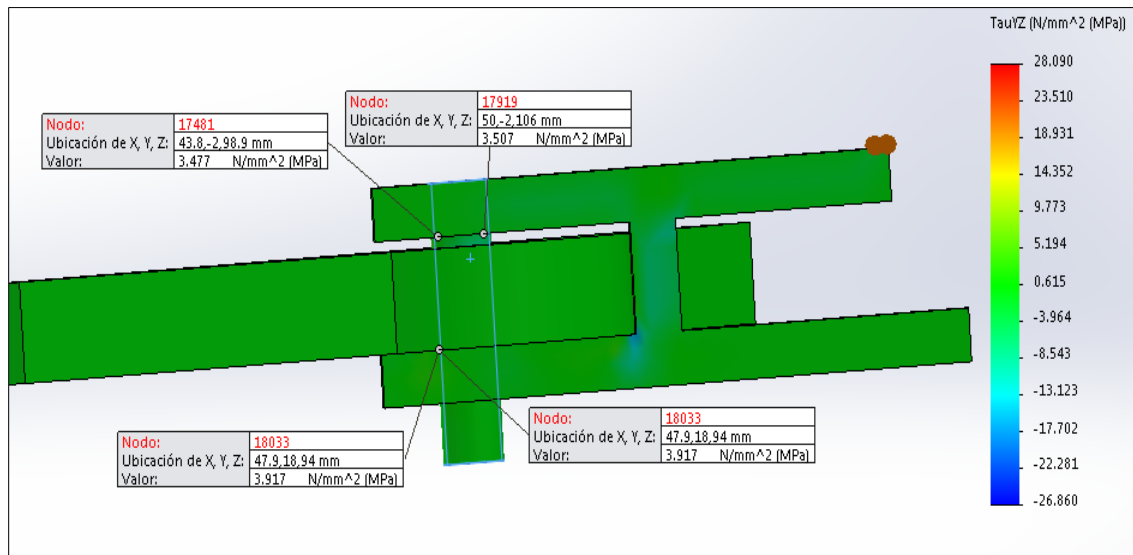 TauYZ (N/mm^2 (MPa))
28.090
23.510
18.931
14.352
9.773
5.194
0.615
-3.964
-8.543
-13.123
-17.702
-22.281
-26.860
Nodo: 17919
Ubicación de X, Y, Z: 50,-2,106 mm
Valor: 3.507 N/mm^2 (MPa)
Nodo: 17481
Ubicación de X, Y, Z: 43.8,-2,98.9 mm
Valor: 3.477 N/mm^2 (MPa)
Nodo: 18033
Ubicación de X, Y, Z: 47.9,18,94 mm
Valor: 3.917 N/mm^2 (MPa)
Nodo: 18033
Ubicación de X, Y, Z: 47.9,18,94 mm
Valor: 3.917 N/mm^2 (MPa)